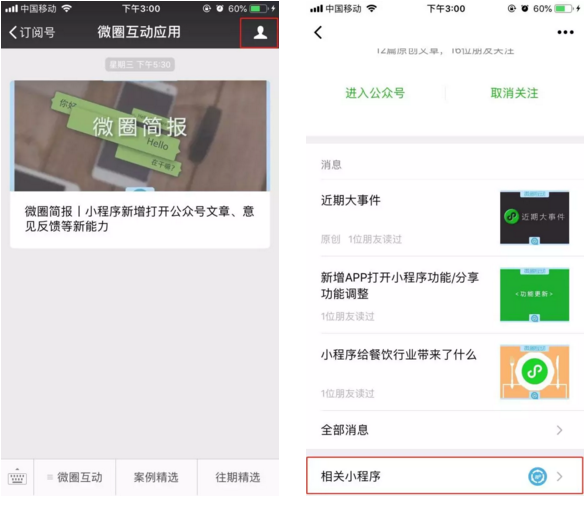 中国移动
下午3:00
60%
订阅号
微圈互动应用
星期三 下午5:30
你好
微圈简报
Hello
在干嘛?
微圈简报丨小程序新增打开公众号文章、意
见反馈等新能力
微圈互动
案例精选
往期精选
中国移动
下午3:00
60%
12篇原创文章，16位朋友关注
进入公众号
取消关注
消息
近期大事件
原创 1位朋友读过
近期大事件
新增APP打开小程序功能/分享
功能调整
1位朋友读过
<功能更新>
小程序给餐饮行业带来了什么
1位朋友读过
全部消息
相关小程序